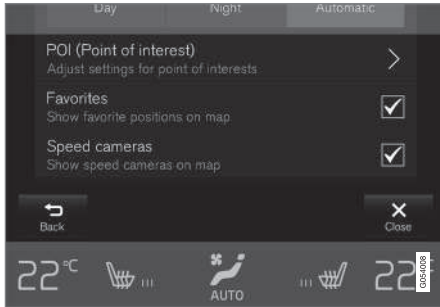 Day Night Automatic
POI (Point of interest)
Adjust settings for point of interests
Favorites
Show favorite positions on map
Speed cameras
Show speed cameras on map
Back
Close
22°C
AUTO
22
G054008